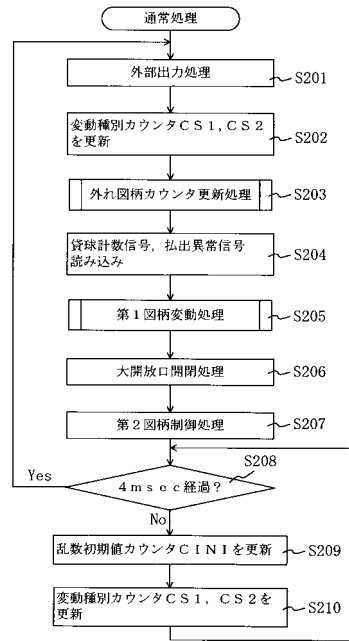 通常処理
外部出力処理
S201
変動種別カウンタCS1,CS2
を更新
S202
外れ図柄カウンタ更新処理
S203
貸球計数信号,払出異常信号
読み込み
S204
第1図柄変動処理
S205
大開放口開閉処理
S206
第2図柄制御処理
S207
S208
Yes
4msec経過?
No
乱数初期値カウンタCINIを更新
S209
変動種別カウンタCS1,CS2を
更新
S210